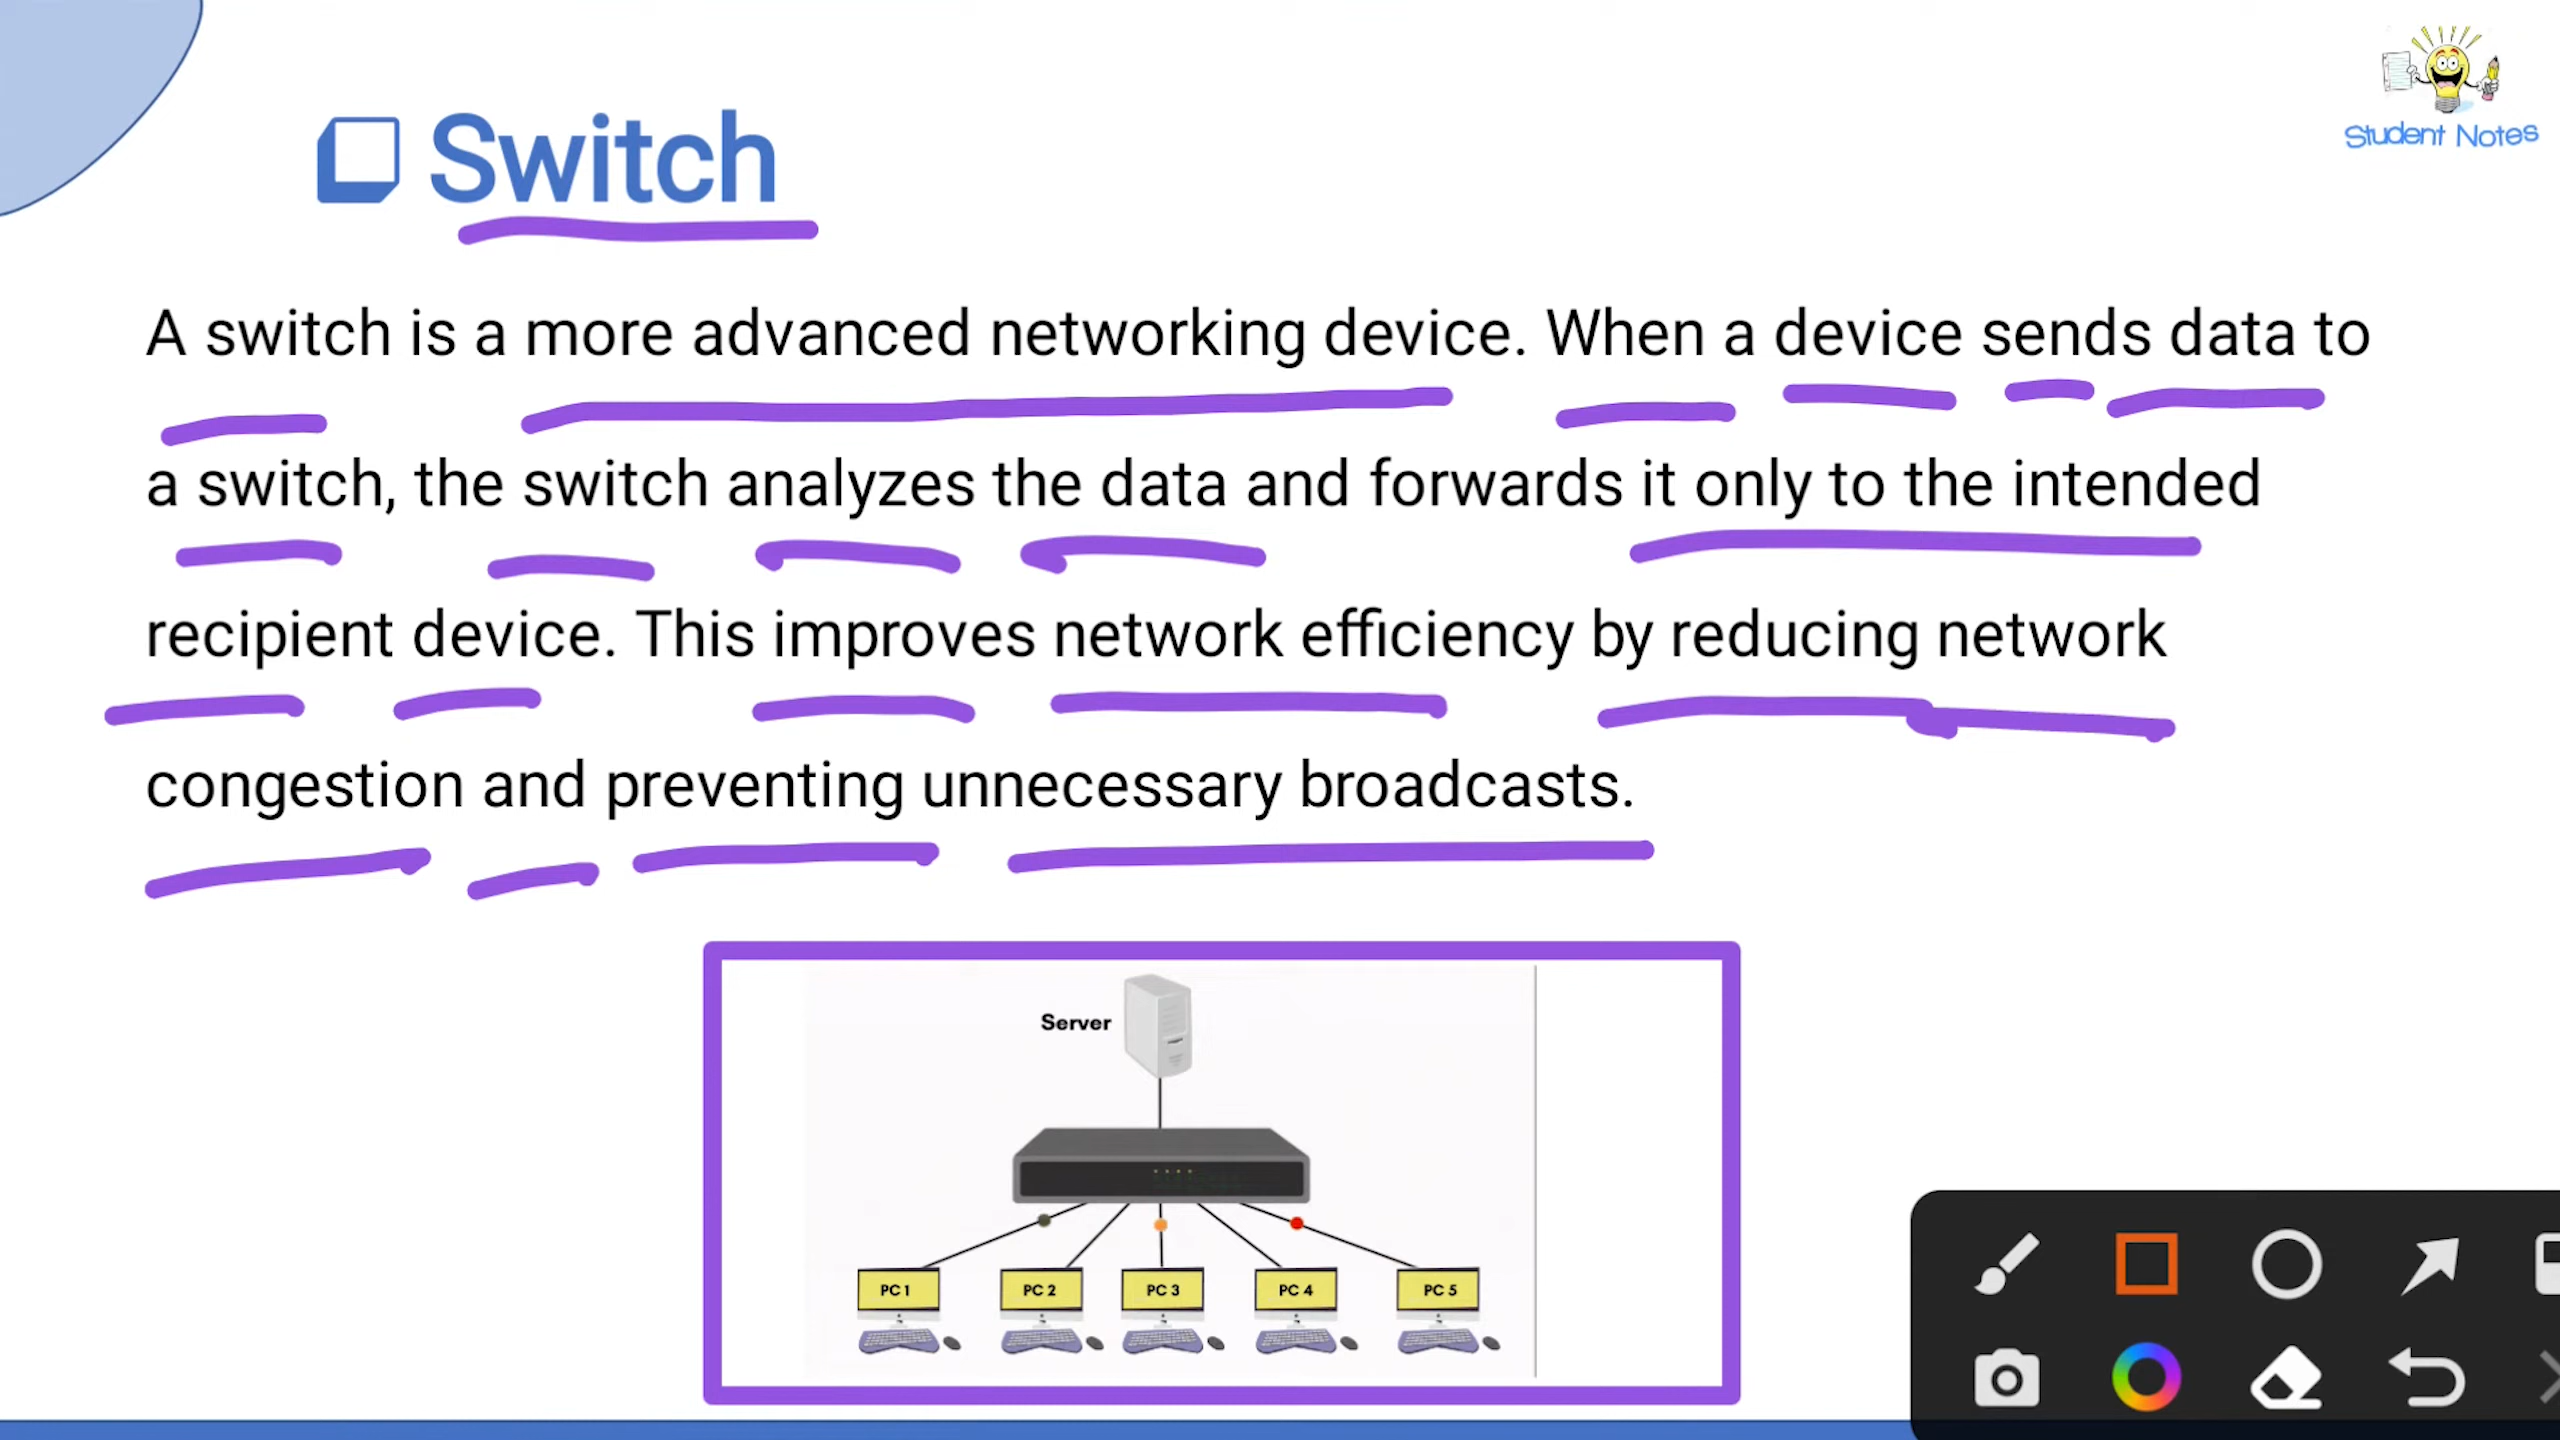 Student Notes
Switch
A switch is a more advanced networking device. When a device sends data to
a switch, the switch analyzes the data and forwards it only to the intended
recipient device. This improves network efficiency by reducing network
congestion and preventing unnecessary broadcasts.
Server
PC 1 PC 2 PC 3 PC 4 PC 5